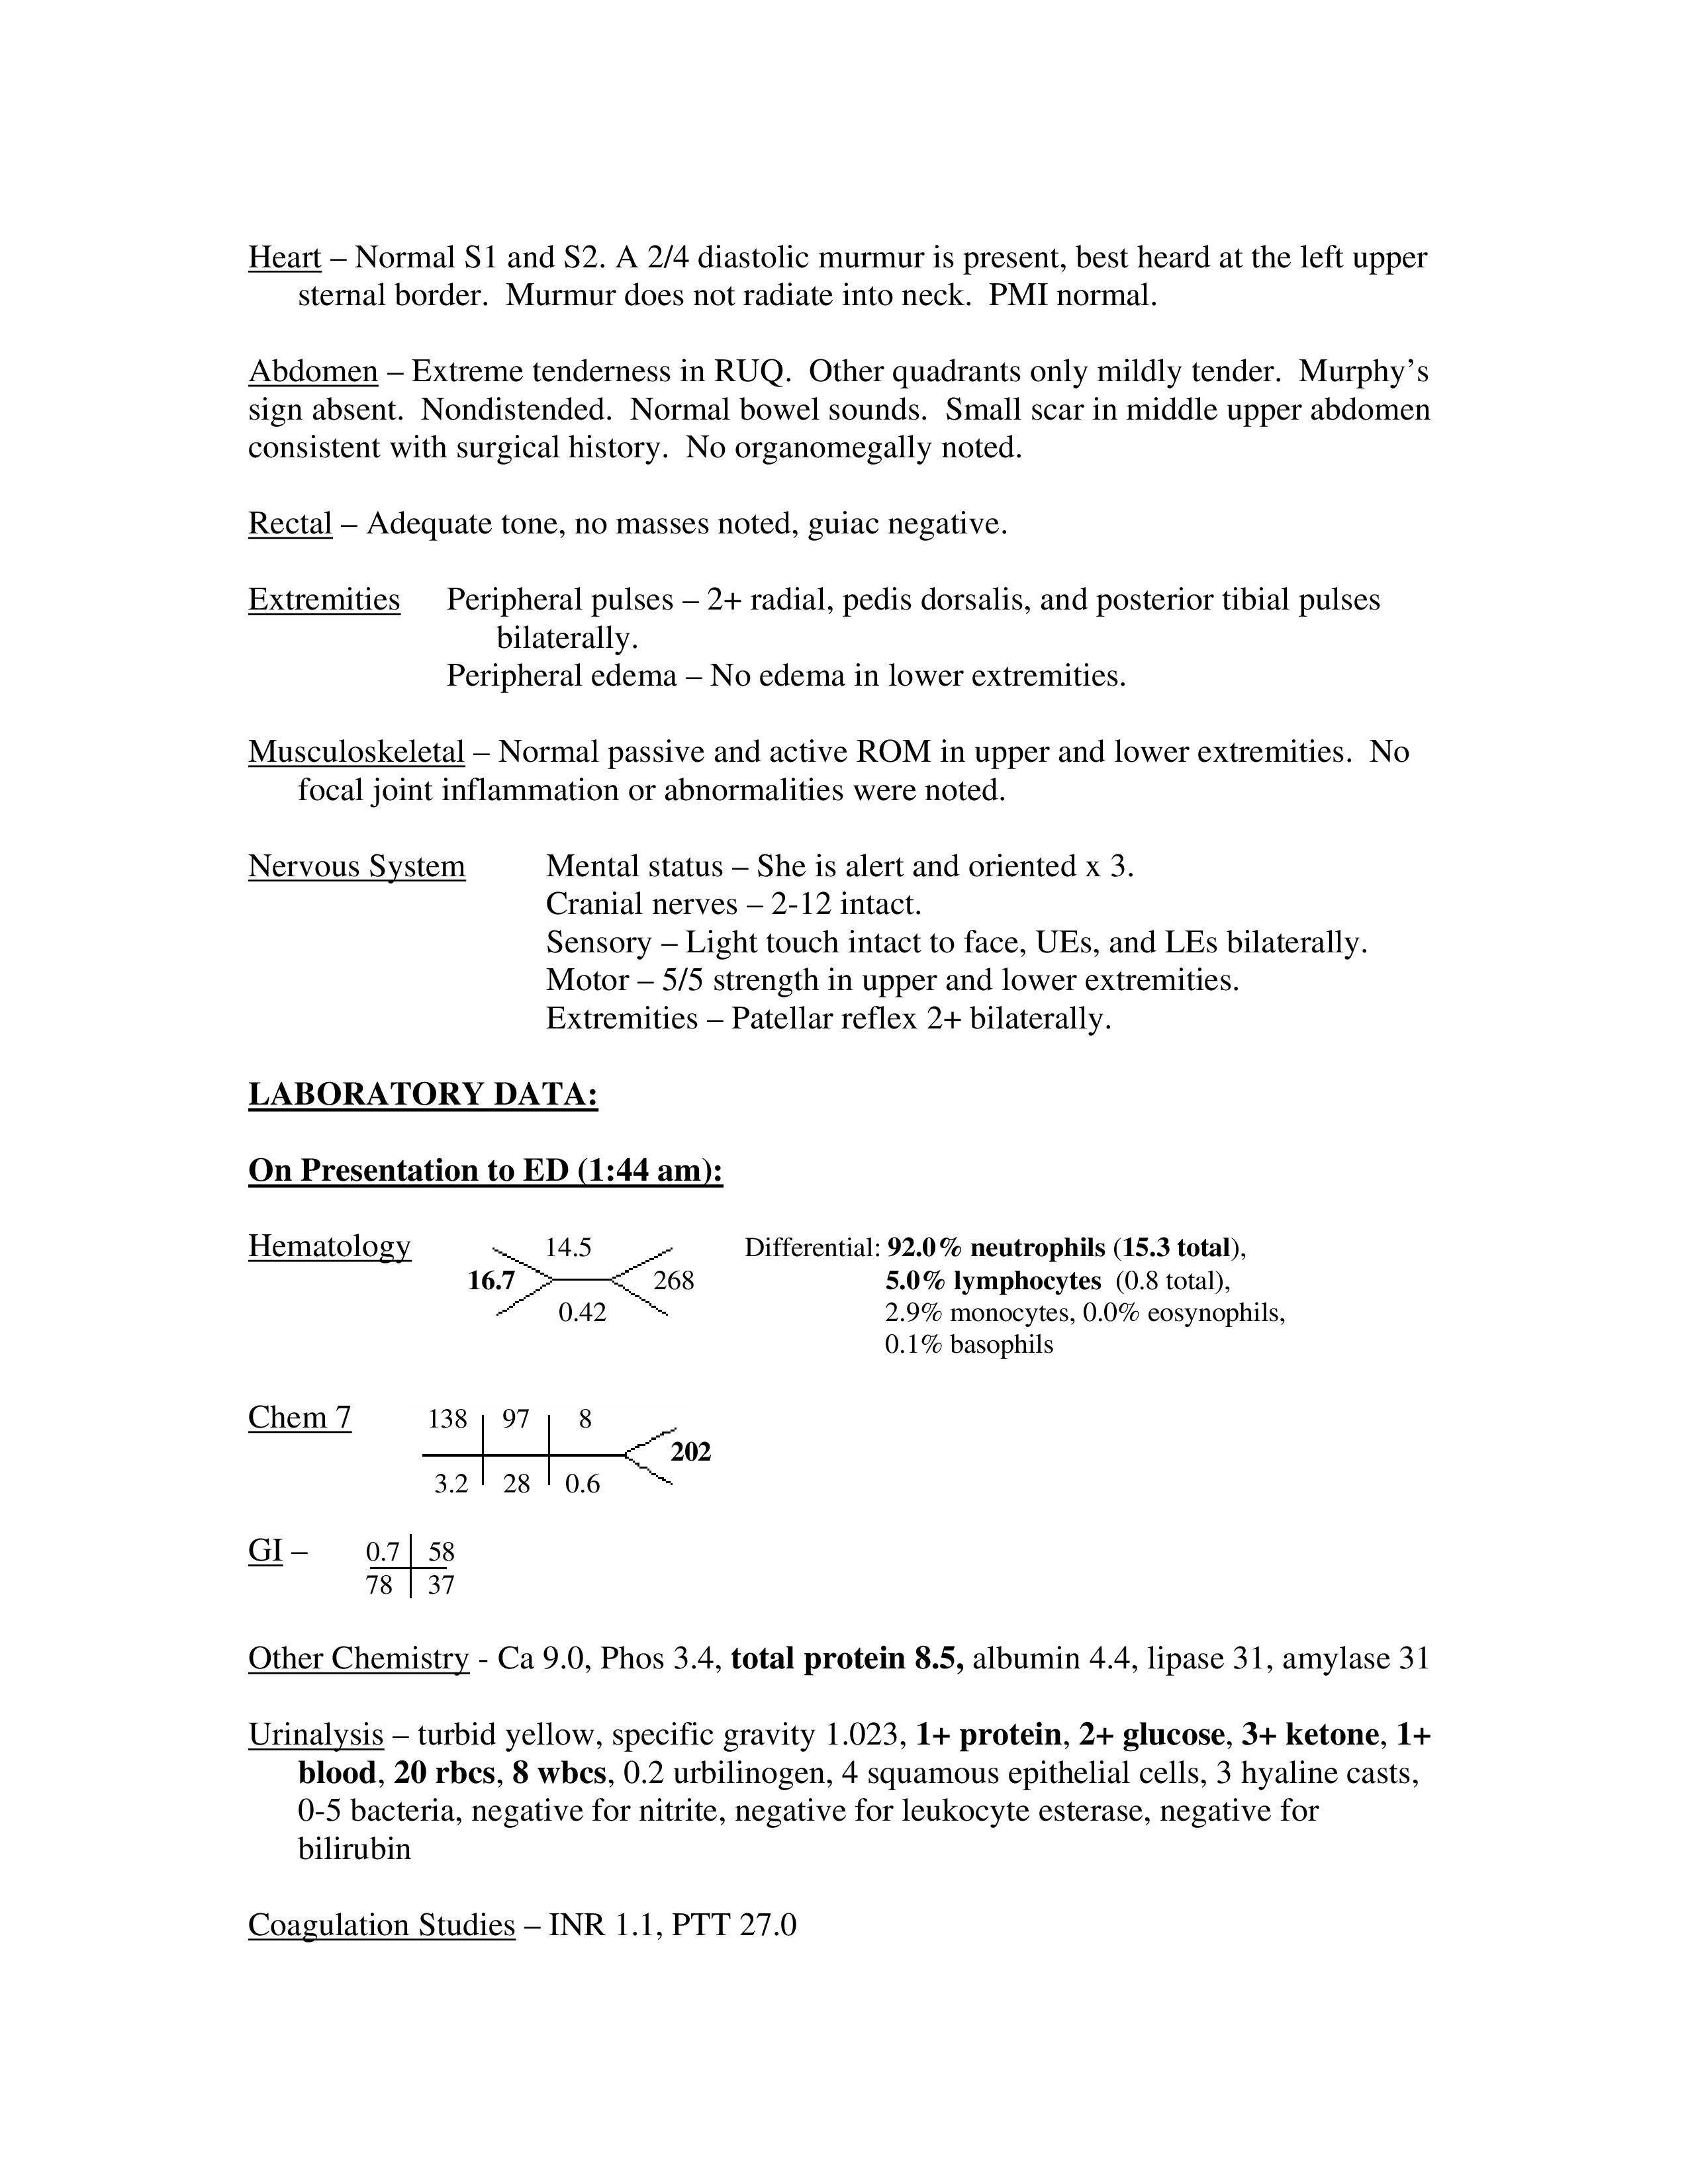 Heart – Normal S1 and S2. A 2/4 diastolic murmur is present, best heard at the left upper
sternal border.  Murmur does not radiate into neck.  PMI normal.
Abdomen – Extreme tenderness in RUQ.  Other quadrants only mildly tender.  Murphy’s
sign absent.  Nondistended.  Normal bowel sounds.  Small scar in middle upper abdomen
consistent with surgical history.  No organomegally noted.
Rectal – Adequate tone, no masses noted, guiac negative.
Extremities Peripheral pulses – 2+ radial, pedis dorsalis, and posterior tibial pulses
bilaterally.
Peripheral edema – No edema in lower extremities.
Musculoskeletal – Normal passive and active ROM in upper and lower extremities.  No
focal joint inflammation or abnormalities were noted.
Nervous System Mental status – She is alert and oriented x 3.
Cranial nerves – 2-12 intact.
Sensory – Light touch intact to face, UEs, and LEs bilaterally.
Motor – 5/5 strength in upper and lower extremities.
Extremities – Patellar reflex 2+ bilaterally.
LABORATORY DATA:
On Presentation to ED (1:44 am):
Hematology 14.5 Differential: 92.0% neutrophils (15.3 total),
16.7 268 5.0% lymphocytes  (0.8 total),
0.42 2.9% monocytes, 0.0% eosynophils,
0.1% basophils
Chem 7 138 97 8
202
3.2 28 0.6
GI – 0.7 58
78 37
Other Chemistry - Ca 9.0, Phos 3.4, total protein 8.5, albumin 4.4, lipase 31, amylase 31
Urinalysis – turbid yellow, specific gravity 1.023, 1+ protein, 2+ glucose, 3+ ketone, 1+
blood, 20 rbcs, 8 wbcs, 0.2 urbilinogen, 4 squamous epithelial cells, 3 hyaline casts,
0-5 bacteria, negative for nitrite, negative for leukocyte esterase, negative for
bilirubin
Coagulation Studies – INR 1.1, PTT 27.0